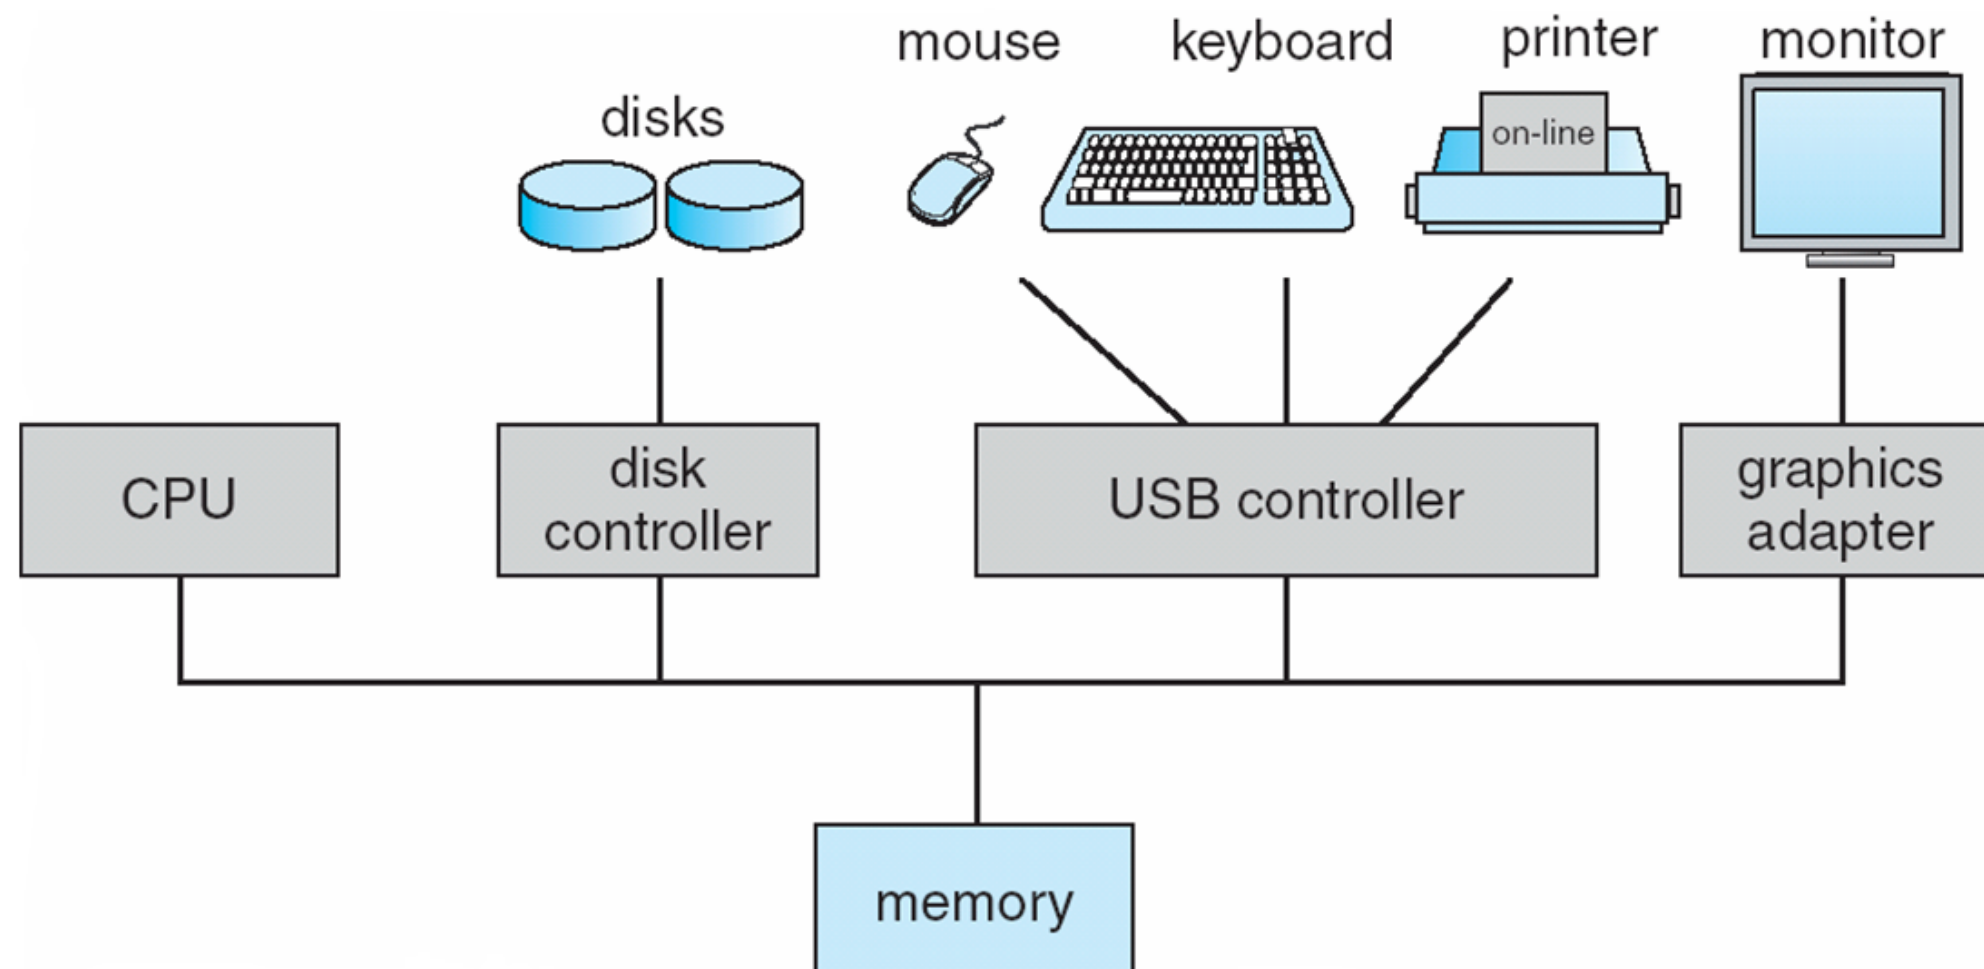 mouse
keyboard
printer
monitor
disks
on-line
CPU
disk
controller
USB controller
graphics
adapter
memory